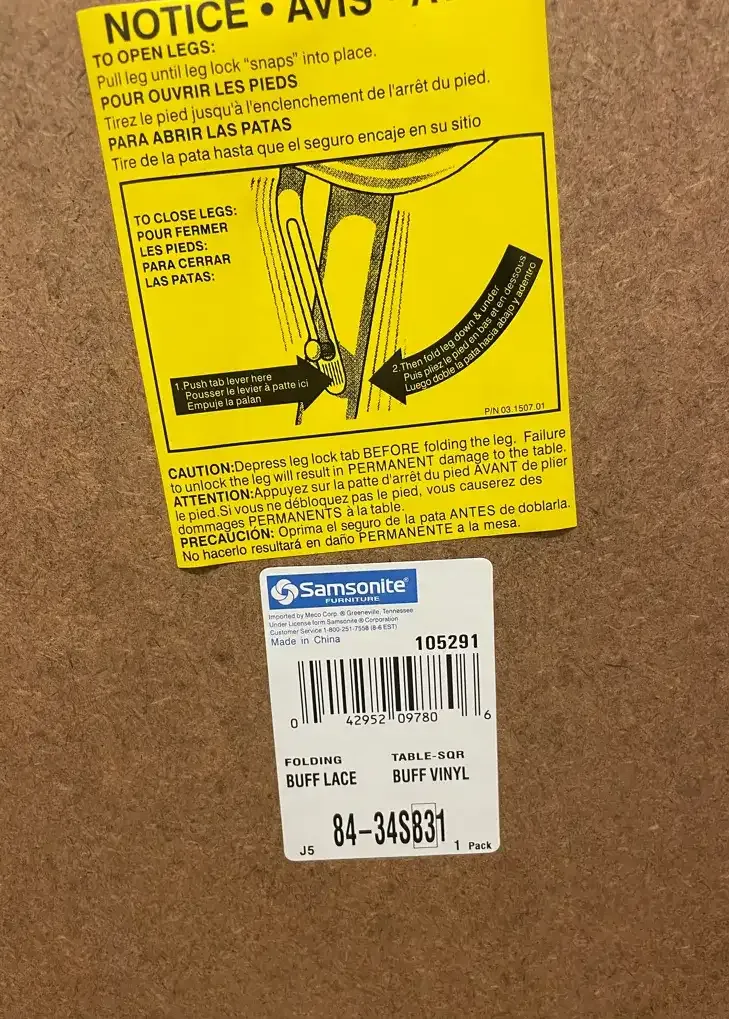 NOTICE • AVIS •
TO OPEN LEGS:
Pull leg until leg lock "snaps" into place.
POUR OUVRIR LES PIEDS
Tirez le pied jusqu'à l'enclenchement de l'arrêt du pied.
PARA ABRIR LAS PATAS
Tire de la pata hasta que el seguro encaje en su sitio
TO CLOSE LEGS:
POUR FERMER
LES PIEDS:
PARA CERRAR
LAS PATAS:
1.Push tab lever here
Pousser le levier à patte ici
Empuje la palan
2.Then fold leg down & under
Puis pliez le pied en bas et en dessous
Luego doble la pata hacia abajo y adentro
P/N 03.1507.01
CAUTION:Depress leg lock tab BEFORE folding the leg. Failure
to unlock the leg will result in PERMANENT damage to the table.
ATTENTION:Appuyez sur la patte d'arrêt du pied AVANT de plier
le pied.Si vous ne débloquez pas le pied, vous causerez des
dommages PERMANENTS à la table.
PRECAUCIÓN: Oprima el seguro de la pata ANTES de doblarla.
No hacerlo resultará en daño PERMANENTE a la mesa.
Samsonite®
FURNITURE
Imported by Meco Corp. ® Greeneville, Tennessee
Under License form Samsonite ® Corporation
Customer Service 1-800-251-7558 (8-6 EST)
Made in China
105291
0 42952 09780 6
FOLDING TABLE-SQR
BUFF LACE BUFF VINYL
84-34S831
J5 1 Pack